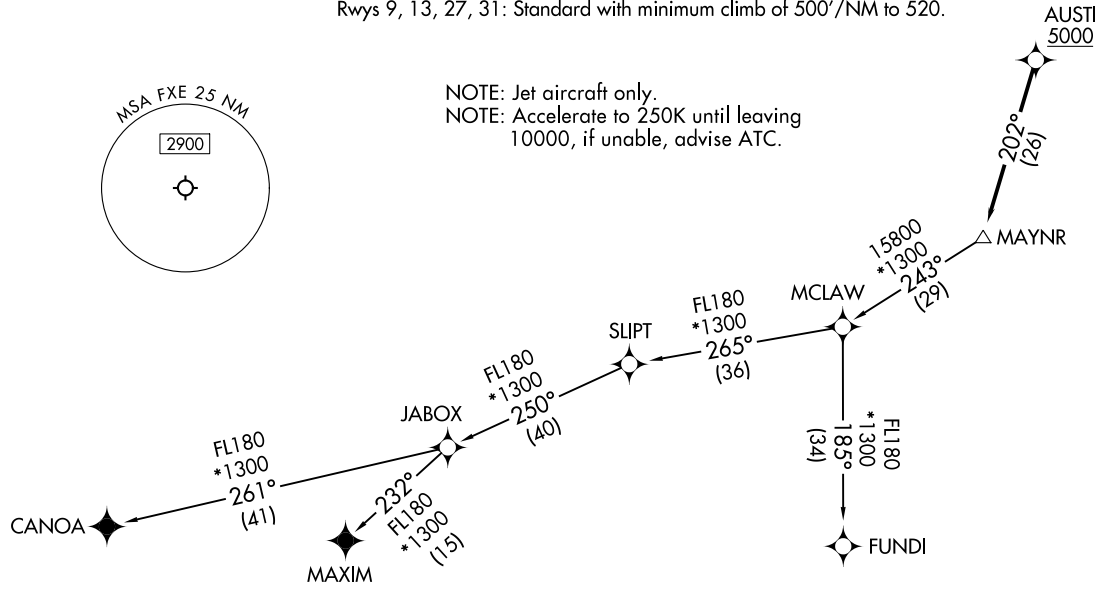 Rwys 9, 13, 27, 31: Standard with minimum climb of 500'/NM to 520.
AUSTI
5000
MSA FXE 25 NM
2900
NOTE: Jet aircraft only.
NOTE: Accelerate to 250K until leaving
10000, if unable, advise ATC.
202°
(26)
MAYNR
15800
*1300
243°
(29)
MCLAW
FL180
*1300
265°
(36)
SLIPT
FL180
*1300
250°
(40)
JABOX
FL180
*1300
185°
(34)
FL180
*1300
261°
(41)
232°
FL180
*1300
(15)
CANOA
MAXIM
FUNDI